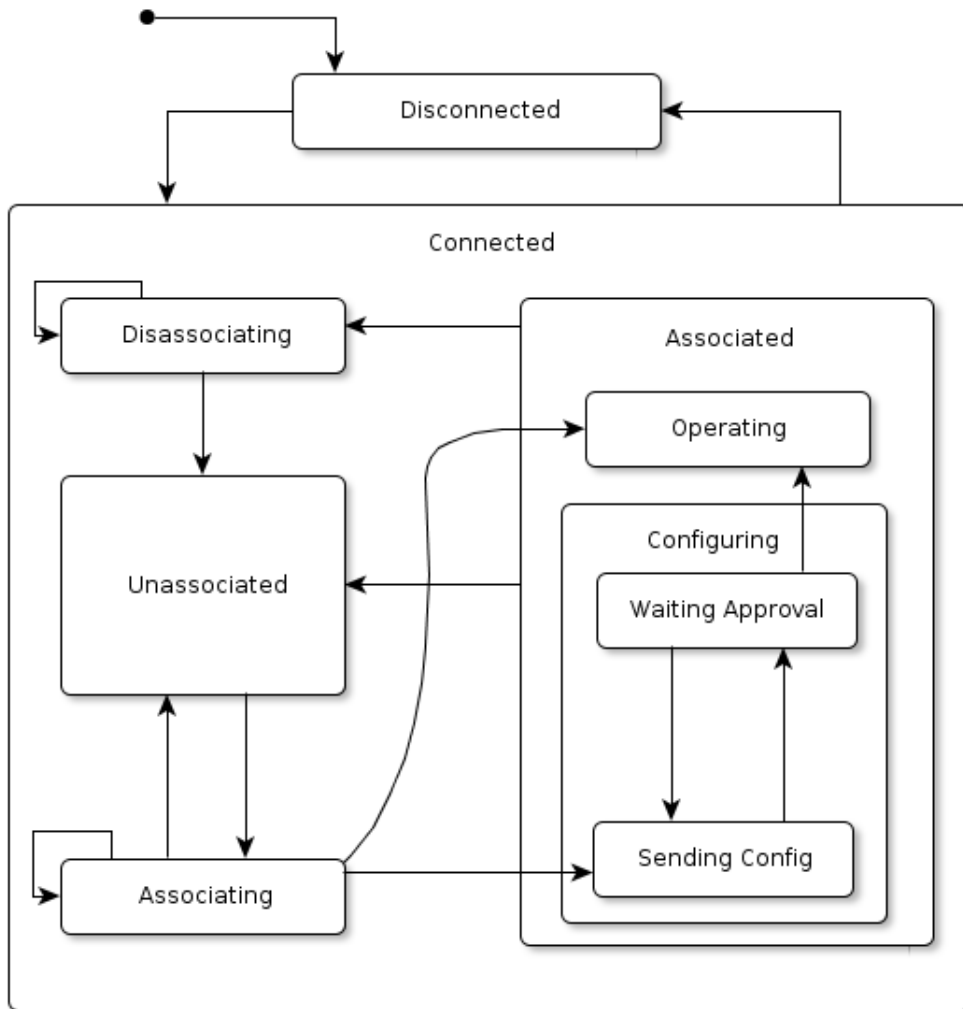 Disconnected
Connected
Disassociating
Associated
Operating
Configuring
Unassociated
Waiting Approval
Sending Config
Associating